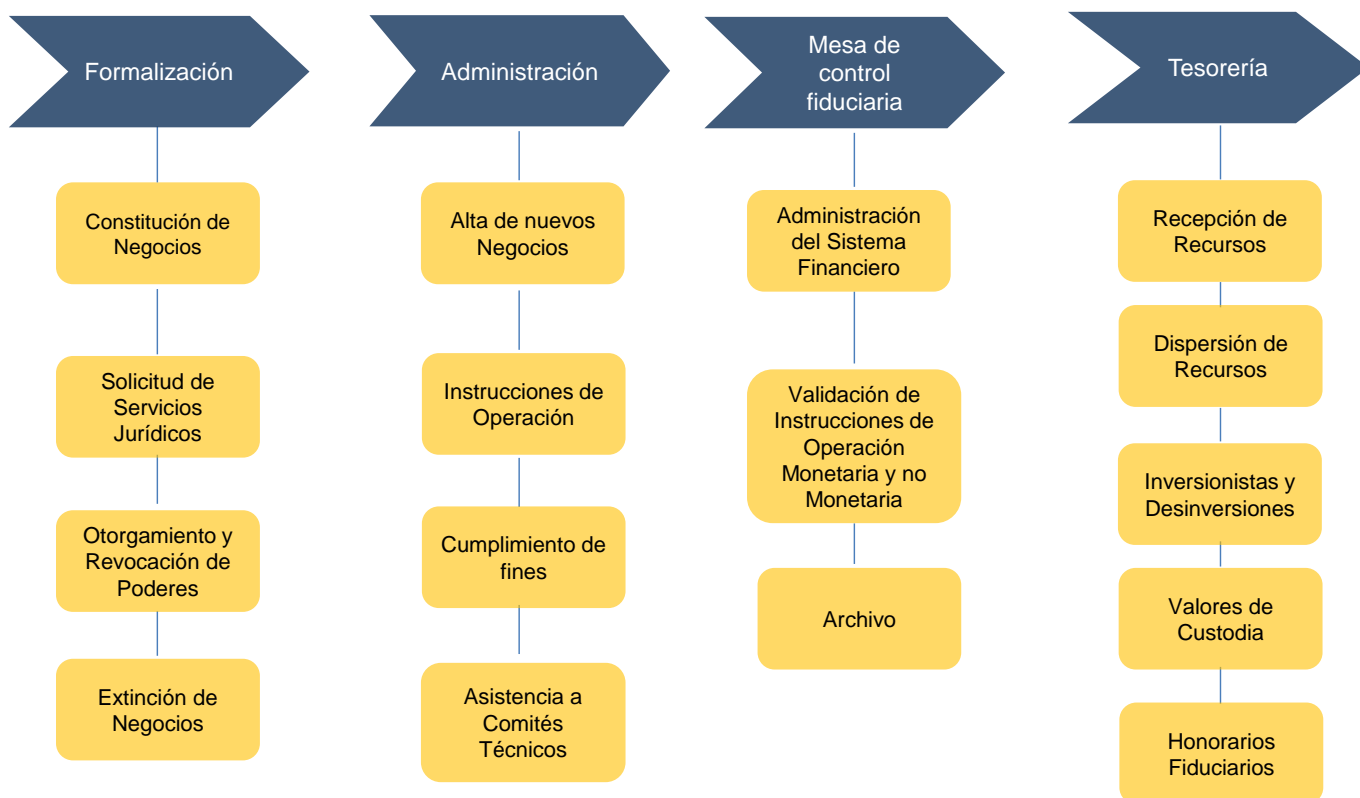 Formalización
Constitución de
Negocios
Solicitud de
Servicios
Jurídicos
Otorgamiento y
Revocación de
Poderes
Extinción de
Negocios
Administración
Alta de nuevos
Negocios
Instrucciones de
Operación
Cumplimiento de
fines
Asistencia a
Comités
Técnicos
Mesa de
control
fiduciaria
Administración
del Sistema
Financiero
Validación de
Instrucciones de
Operación
Monetaria y no
Monetaria
Archivo
Tesorería
Recepción de
Recursos
Dispersión de
Recursos
Inversionistas y
Desinversiones
Valores de
Custodia
Honorarios
Fiduciarios